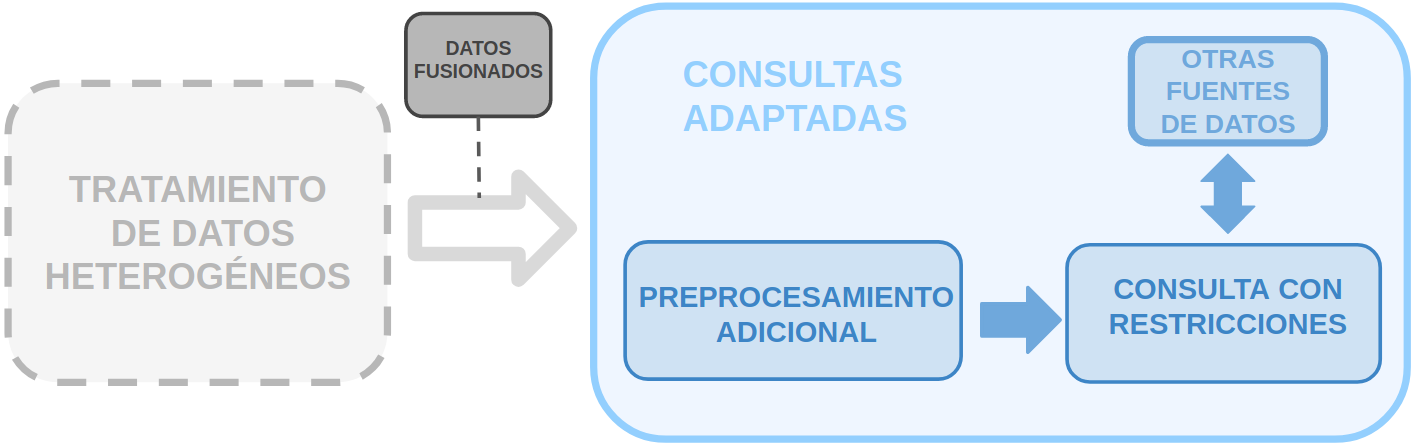 TRATAMIENTO
DE DATOS
HETEROGÉNEOS
DATOS
FUSIONADOS
CONSULTAS
ADAPTADAS
OTRAS
FUENTES
DE DATOS
PREPROCESAMIENTO
ADICIONAL
CONSULTA CON
RESTRICCIONES